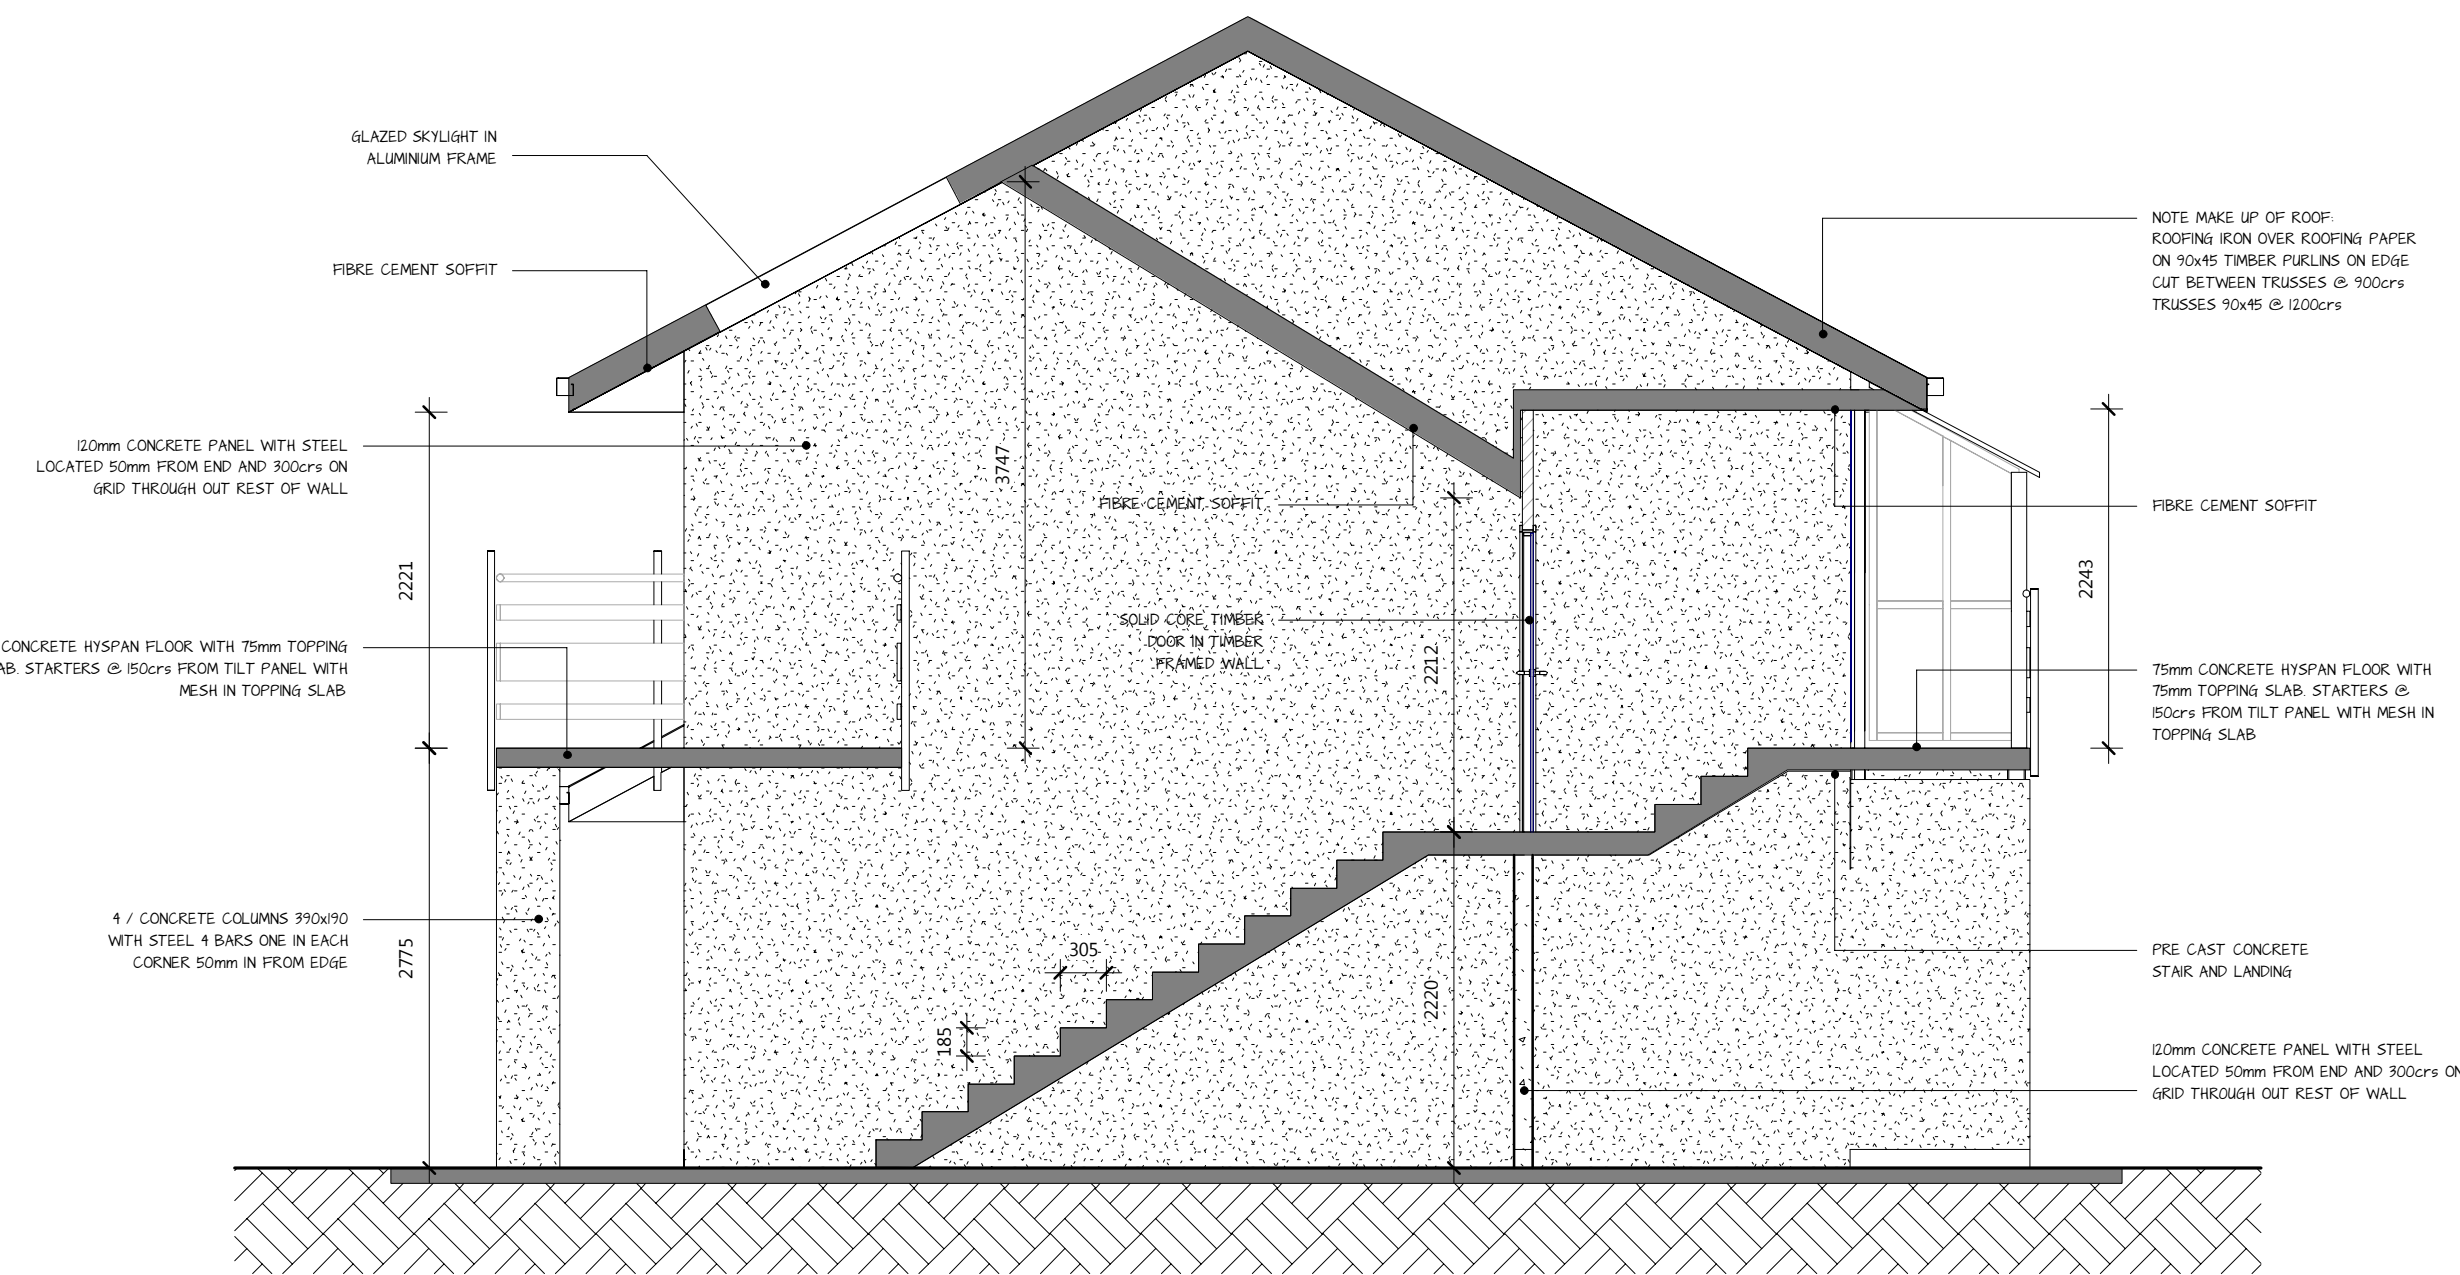 GLAZED SKYLIGHT IN
ALUMINIUM FRAME
FIBRE CEMENT SOFFIT
120mm CONCRETE PANEL WITH STEEL
LOCATED 50mm FROM END AND 300crs ON
GRID THROUGH OUT REST OF WALL
2221
CONCRETE HYSPAN FLOOR WITH 75mm TOPPING
AB. STARTERS @ 150crs FROM TILT PANEL WITH
MESH IN TOPPING SLAB
4 / CONCRETE COLUMNS 390x190
WITH STEEL 4 BARS ONE IN EACH
CORNER 50mm IN FROM EDGE
2775
3747
FIBRE CEMENT SOFFIT
SOLID CORE TIMBER
DOOR IN TIMBER
FRAMED WALL
2212
305
185
2220
NOTE MAKE UP OF ROOF:
ROOFING IRON OVER ROOFING PAPER
ON 90x45 TIMBER PURLINS ON EDGE
CUT BETWEEN TRUSSES @ 900crs
TRUSSES 90x45 @ 1200crs
FIBRE CEMENT SOFFIT
2243
75mm CONCRETE HYSPAN FLOOR WITH
75mm TOPPING SLAB. STARTERS @
150crs FROM TILT PANEL WITH MESH IN
TOPPING SLAB
PRE CAST CONCRETE
STAIR AND LANDING
120mm CONCRETE PANEL WITH STEEL
LOCATED 50mm FROM END AND 300crs ON
GRID THROUGH OUT REST OF WALL